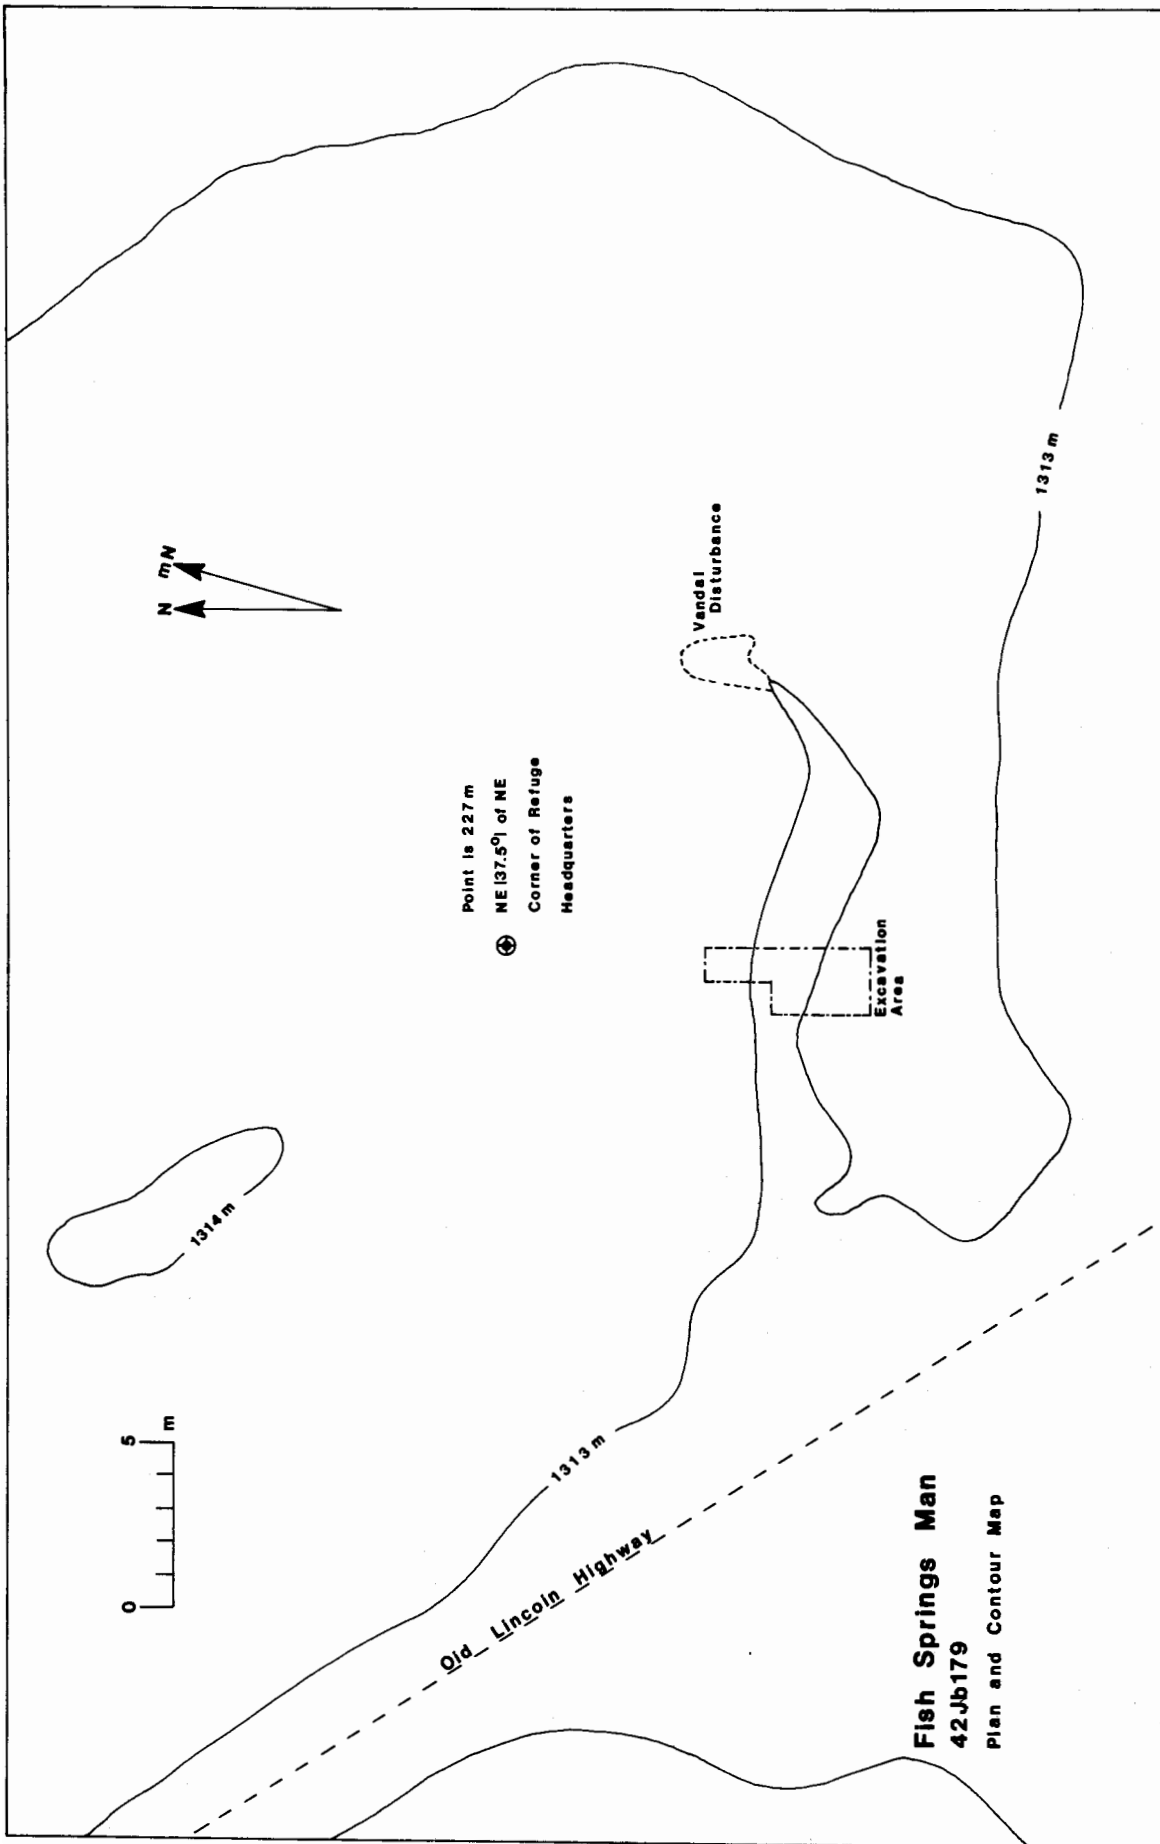 N mN
0 5
m
1314 m
Point is 227 m
NE (37.5°) of NE
Corner of Refuge
Headquarters
Vandal
Disturbance
1313 m
Excavation
Area
1313 m
Old Lincoln Highway
Fish Springs Man
42Jb179
Plan and Contour Map